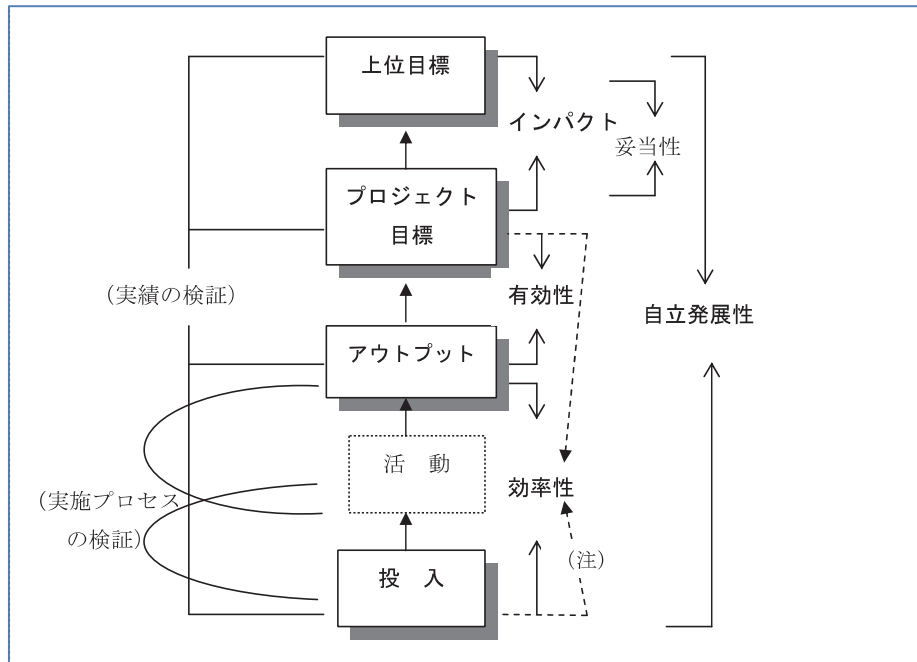 上位目標
インパクト
妥当性
プロジェクト
目標
(実績の検証)
有効性
自立発展性
アウトプット
活　動
効率性
(実施プロセス
の検証)
(注)
投　入